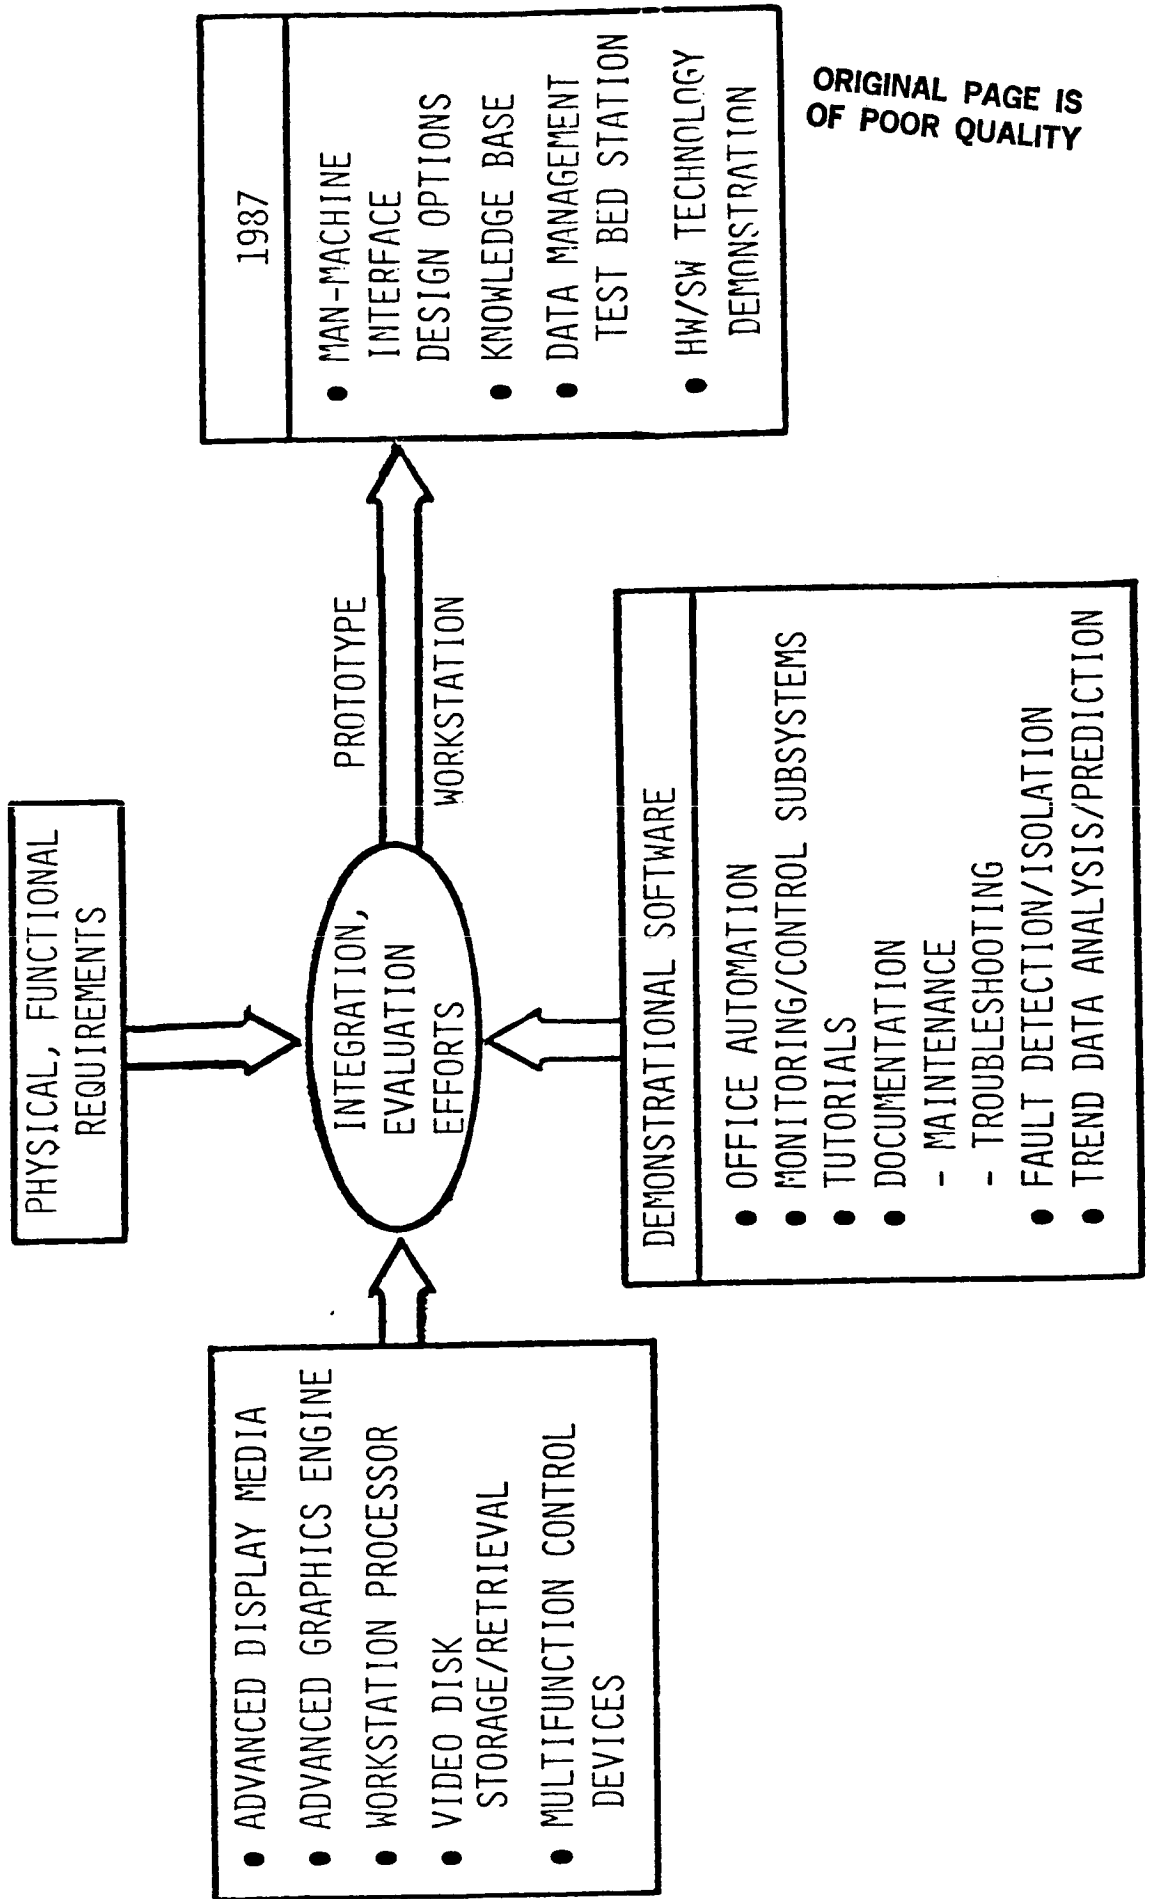 PHYSICAL, FUNCTIONAL
REQUIREMENTS
● ADVANCED DISPLAY MEDIA
● ADVANCED GRAPHICS ENGINE
● WORKSTATION PROCESSOR
● VIDEO DISK
STORAGE/RETRIEVAL
● MULTIFUNCTION CONTROL
DEVICES
INTEGRATION,
EVALUATION
EFFORTS
PROTOTYPE
WORKSTATION
1987
● MAN-MACHINE
INTERFACE
DESIGN OPTIONS
● KNOWLEDGE BASE
● DATA MANAGEMENT
TEST BED STATION
● HW/SW TECHNOLOGY
DEMONSTRATION
DEMONSTRATIONAL SOFTWARE
● OFFICE AUTOMATION
● MONITORING/CONTROL SUBSYSTEMS
● TUTORIALS
● DOCUMENTATION
- MAINTENANCE
- TROUBLESHOOTING
● FAULT DETECTION/ISOLATION
● TREND DATA ANALYSIS/PREDICTION
ORIGINAL PAGE IS
OF POOR QUALITY